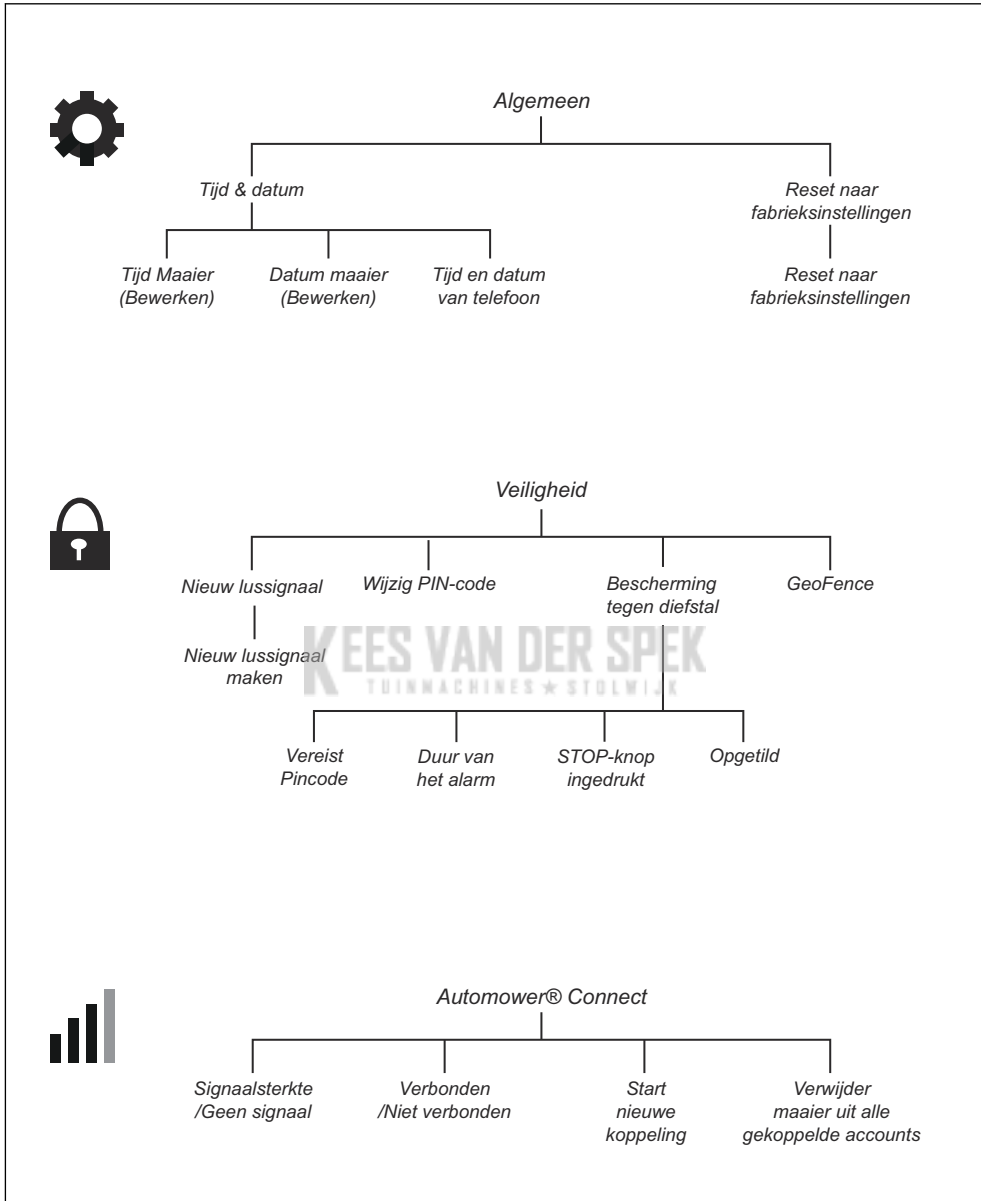 Algemeen
Tijd & datum
Reset naar
fabrieksinstellingen
Tijd Maaier
(Bewerken)
Datum maaier
(Bewerken)
Tijd en datum
van telefoon
Reset naar
fabrieksinstellingen
Veiligheid
Nieuw lussignaal
Wijzig PIN-code
Bescherming
tegen diefstal
GeoFence
Nieuw lussignaal
maken
KEES VAN DER SPEK
TUINMACHINES ★ STOLWIJK
Vereist
Pincode
Duur van
het alarm
STOP-knop
ingedrukt
Opgetild
Automower® Connect
Signaalsterkte
/Geen signaal
Verbonden
/Niet verbonden
Start
nieuwe
koppeling
Verwijder
maaier uit alle
gekoppelde accounts